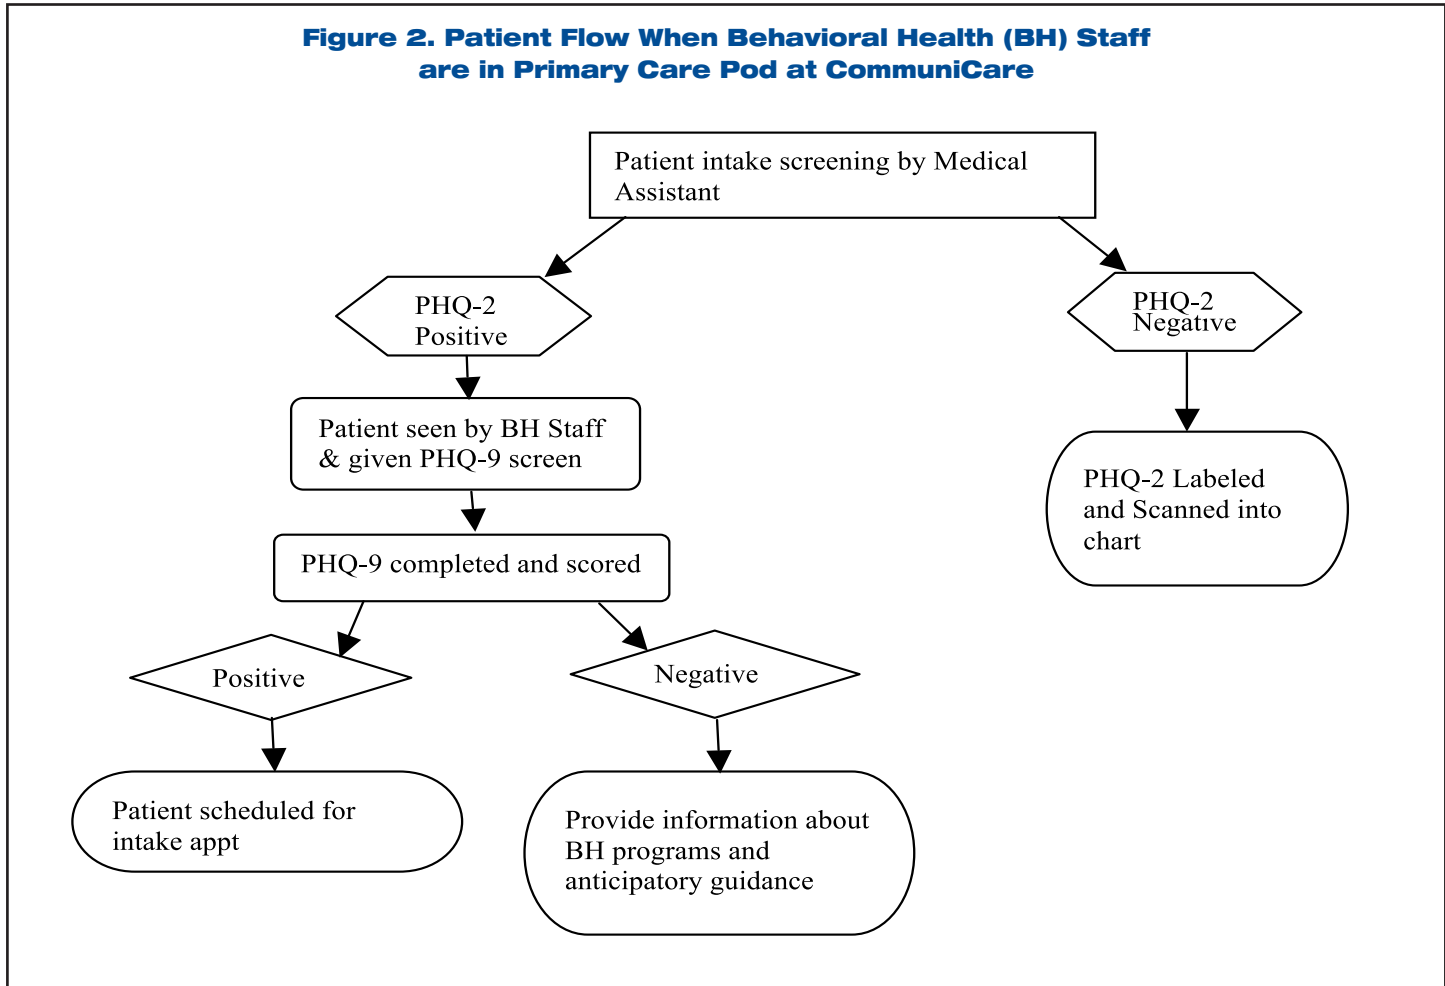 Figure 2. Patient Flow When Behavioral Health (BH) Staff
are in Primary Care Pod at CommuniCare
Patient intake screening by Medical
Assistant
PHQ-2
Positive
PHQ-2
Negative
Patient seen by BH Staff
& given PHQ-9 screen
PHQ-2 Labeled
and Scanned into
chart
PHQ-9 completed and scored
Positive
Negative
Patient scheduled for
intake appt
Provide information about
BH programs and
anticipatory guidance